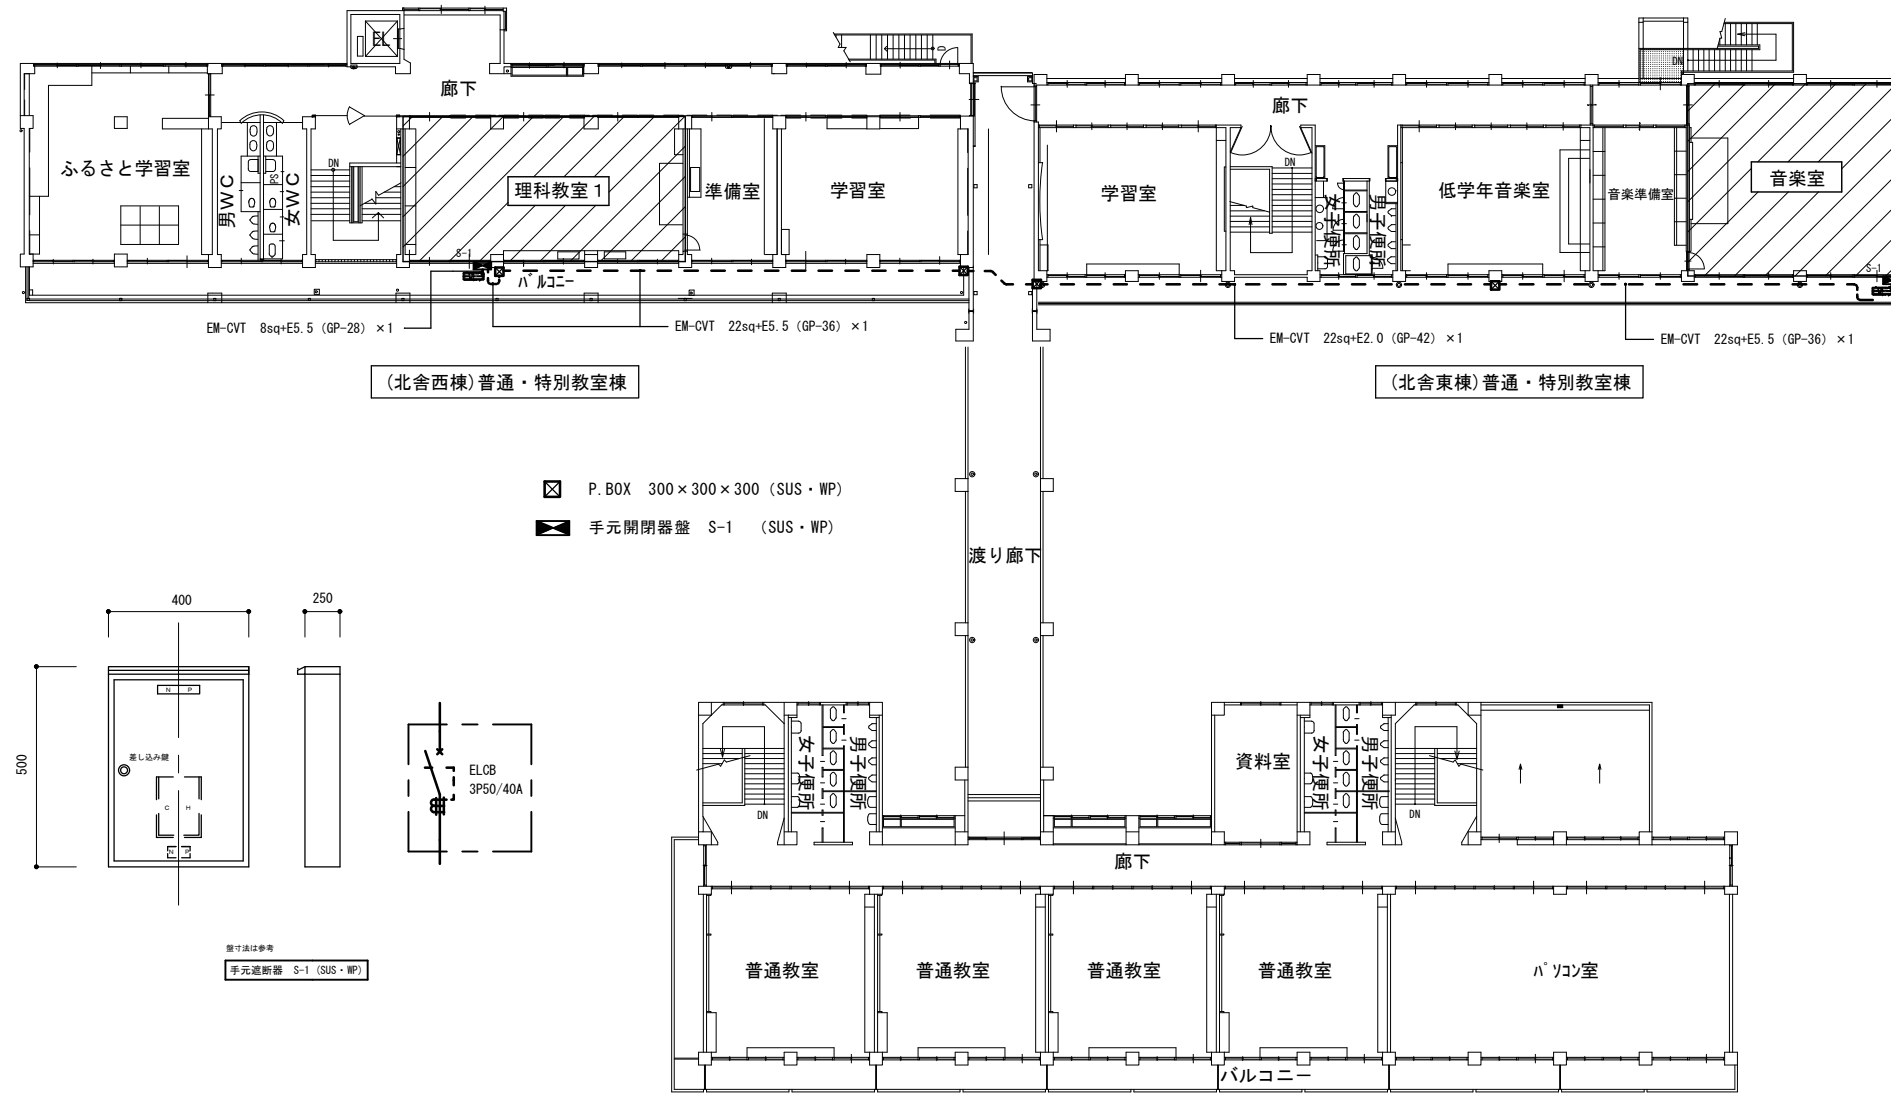 EL
廊下
DN
ふるさと学習室
男WC
PS
女WC
DN
理科教室1
準備室
学習室
廊下
学習室
DN
女子便所
男子便所
低学年音楽室
音楽準備室
音楽室
S-1
バルコニー
S-1
EM-CVT 8sq+E5.5 (GP-28) ×1
EM-CVT 22sq+E5.5 (GP-36) ×1
EM-CVT 22sq+E2.0 (GP-42) ×1
EM-CVT 22sq+E5.5 (GP-36) ×1
(北舎西棟)普通・特別教室棟
(北舎東棟)普通・特別教室棟
P.BOX 300×300×300 (SUS・WP)
手元開閉器盤 S-1 (SUS・WP)
渡り廊下
400
250
500
N P
差し込み鍵
C H
N P
ELCB
3P50/40A
盤寸法は参考
手元遮断器 S-1 (SUS・WP)
DN
女子便所
男子便所
資料室
女子便所
男子便所
DN
廊下
普通教室
普通教室
普通教室
普通教室
パソコン室
バルコニー